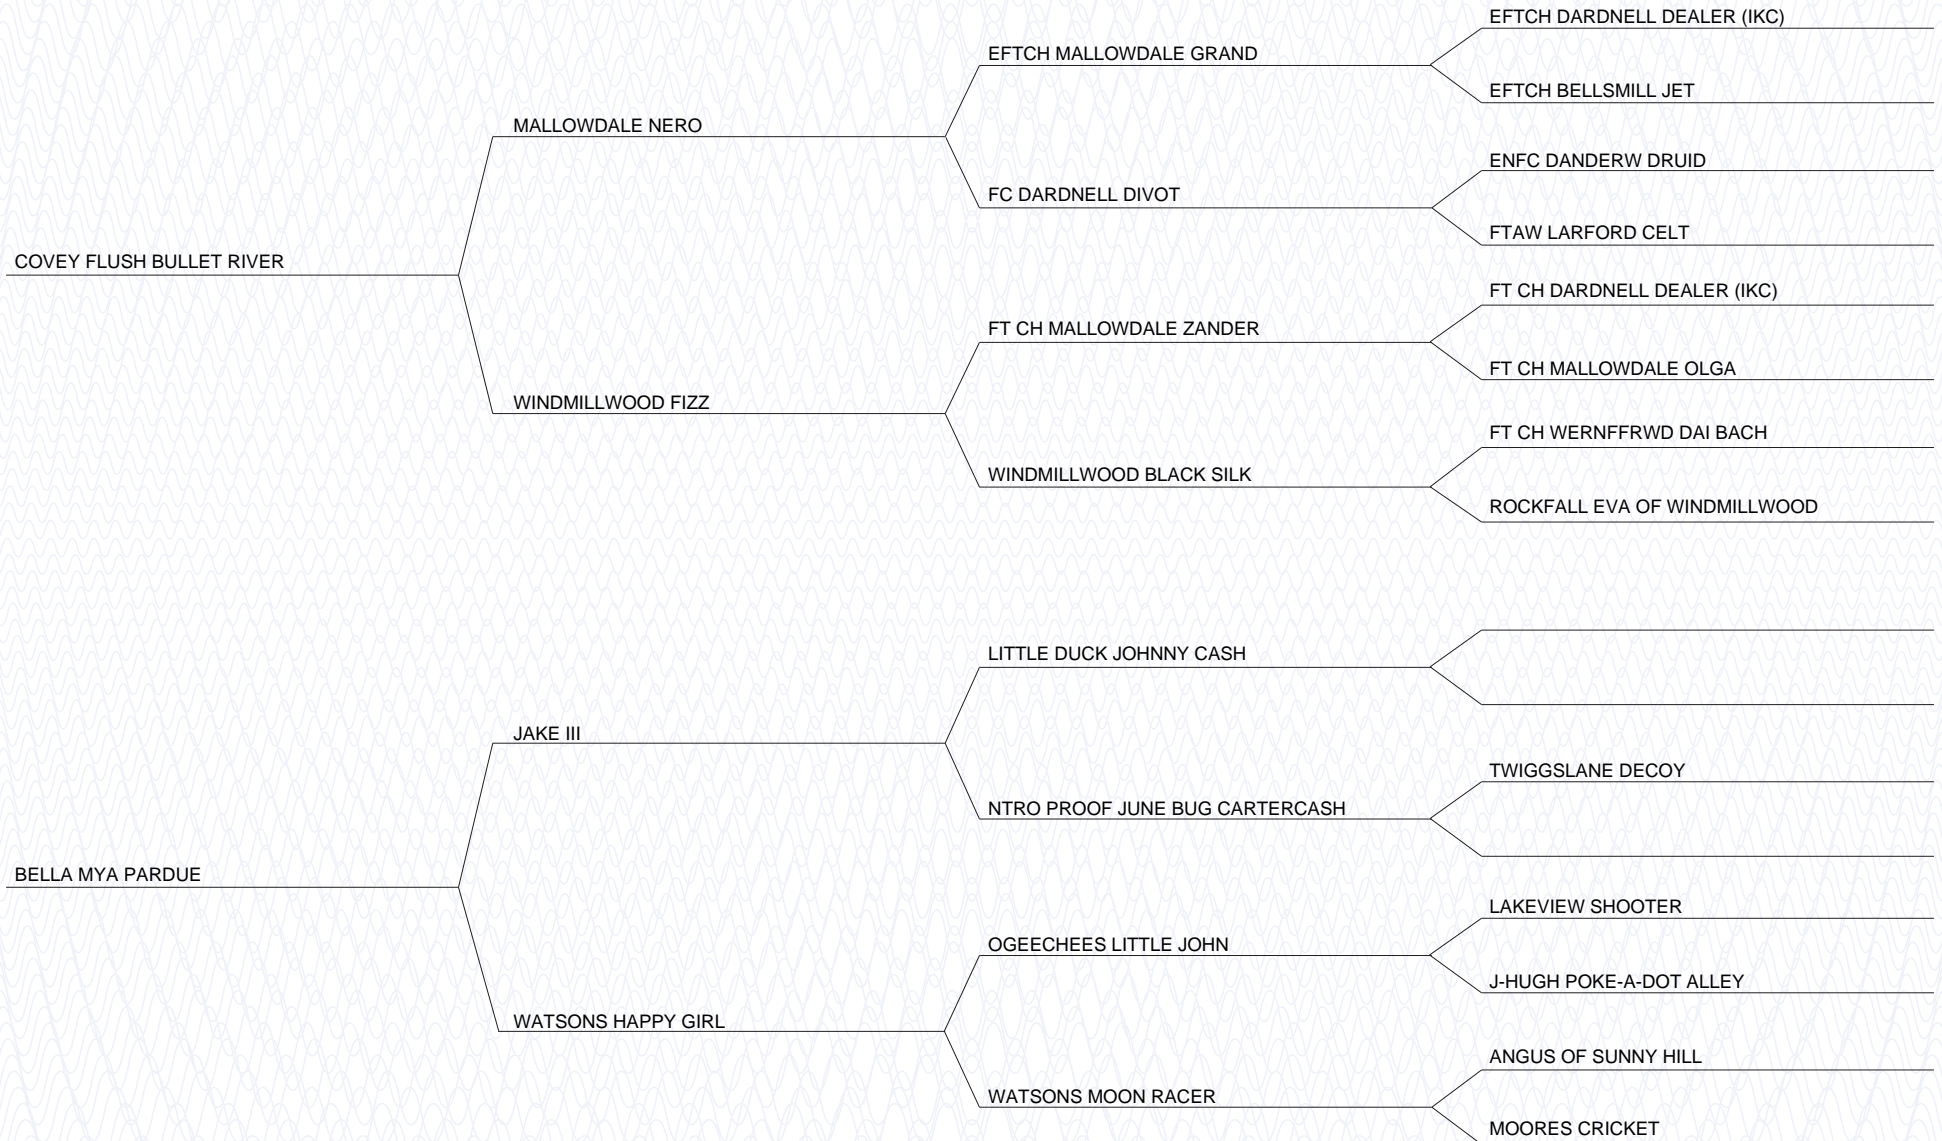 EFTCH DARDNELL DEALER (IKC)
EFTCH MALLOWDALE GRAND
EFTCH BELLSMILL JET
MALLOWDALE NERO
ENFC DANDERW DRUID
FC DARDNELL DIVOT
FTAW LARFORD CELT
COVEY FLUSH BULLET RIVER
FT CH DARDNELL DEALER (IKC)
FT CH MALLOWDALE ZANDER
FT CH MALLOWDALE OLGA
WINDMILLWOOD FIZZ
FT CH WERNFFRWD DAI BACH
WINDMILLWOOD BLACK SILK
ROCKFALL EVA OF WINDMILLWOOD
LITTLE DUCK JOHNNY CASH
JAKE III
TWIGGSLANE DECOY
NTRO PROOF JUNE BUG CARTERCASH
BELLA MYA PARDUE
LAKEVIEW SHOOTER
OGEECHEES LITTLE JOHN
J-HUGH POKE-A-DOT ALLEY
WATSONS HAPPY GIRL
ANGUS OF SUNNY HILL
WATSONS MOON RACER
MOORES CRICKET